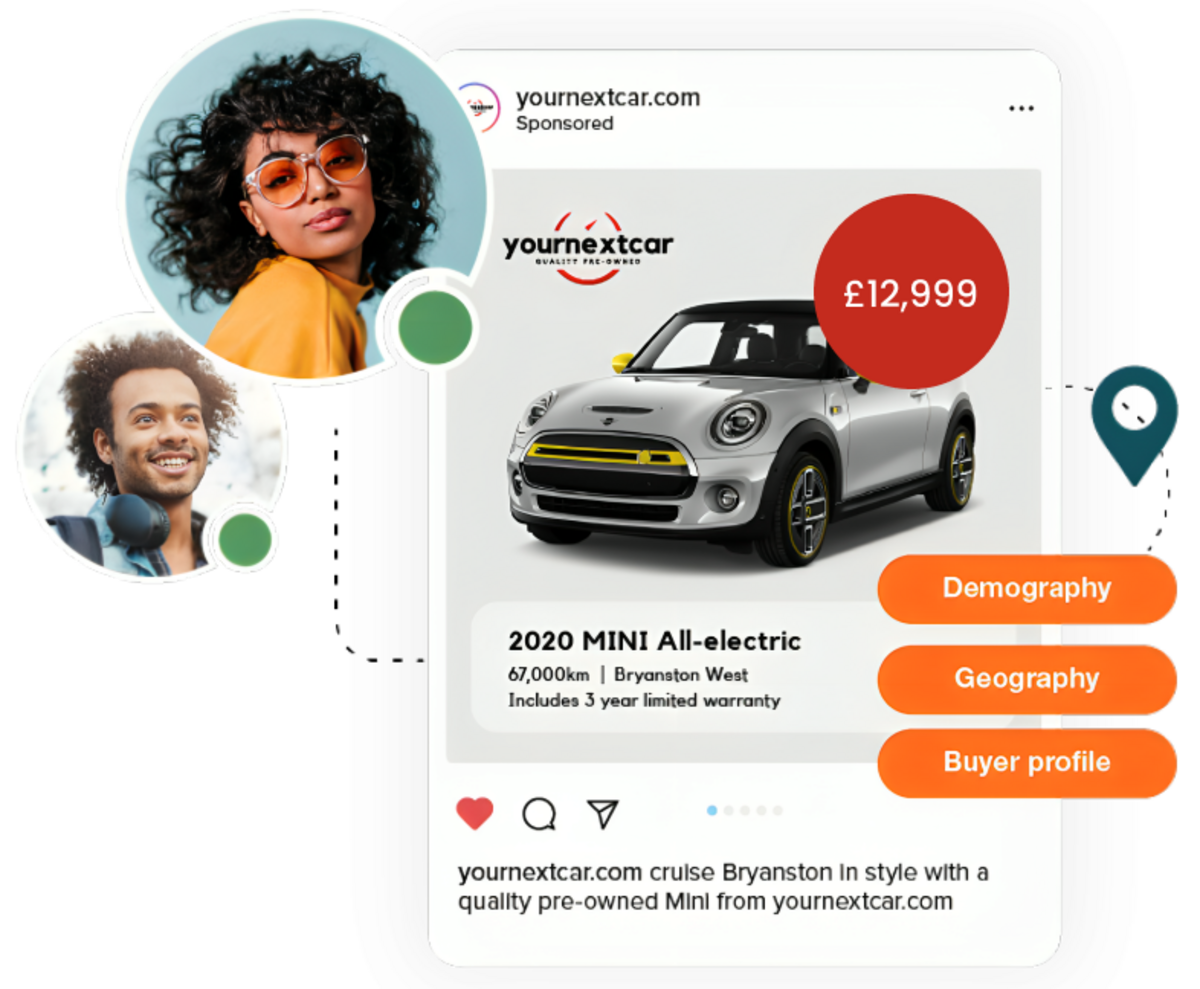 yournextcar.com
Sponsored
yournextcar
QUALITY PRE-OWNED
£12,999
2020 MINI All-electric
67,000km | Bryanston West
Includes 3 year limited warranty
Demography
Geography
Buyer profile
yournextcar.com cruise Bryanston in style with a
quality pre-owned Mini from yournextcar.com